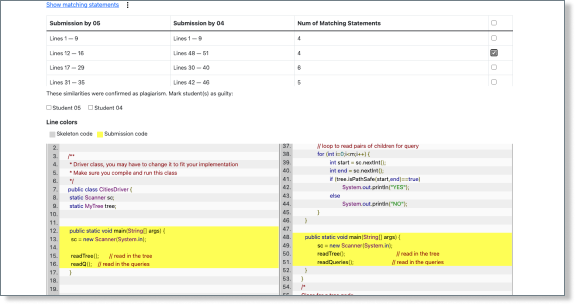 Show matching statements
Submission by 05 Submission by 04 Num of Matching Statements
Lines 1 — 9 Lines 1 — 9 4
Lines 12 — 16 Lines 48 — 51 4
Lines 17 — 29 Lines 30 — 40 6
Lines 31 — 35 Lines 42 — 46 5
These similarities were confirmed as plagiarism. Mark student(s) as guilty:
Student 05 Student 04
Line colors
Skeleton code Submission code
2.
3. /**
4. * Driver class, you may have to change it to fit your implementation
5. * Make sure you compile and run this class
6. */
7. public class CitiesDriver {
8. static Scanner sc;
9. static MyTree tree;
10.
11.
12. public static void main(String[] args) {
13. sc = new Scanner(System.in);
14.
15. readTree(); // read in the tree
16. readQ(); // read in the queries
17. }
18.
19.
37. // loop to read pairs of children for query
38. for (int i=0;i<m;i++) {
39. int start = sc.nextInt();
40. int end = sc.nextInt();
41. if (tree.isPathSafe(start,end)==true)
42. System.out.println("YES");
43. else
44. System.out.println("NO");
45. }
46. }
47.
48. public static void main(String[] args) {
49. sc = new Scanner(System.in);
50. readTree(); // read in the tree
51. readQueries(); // read in the queries
52. }
53. }
54. /*